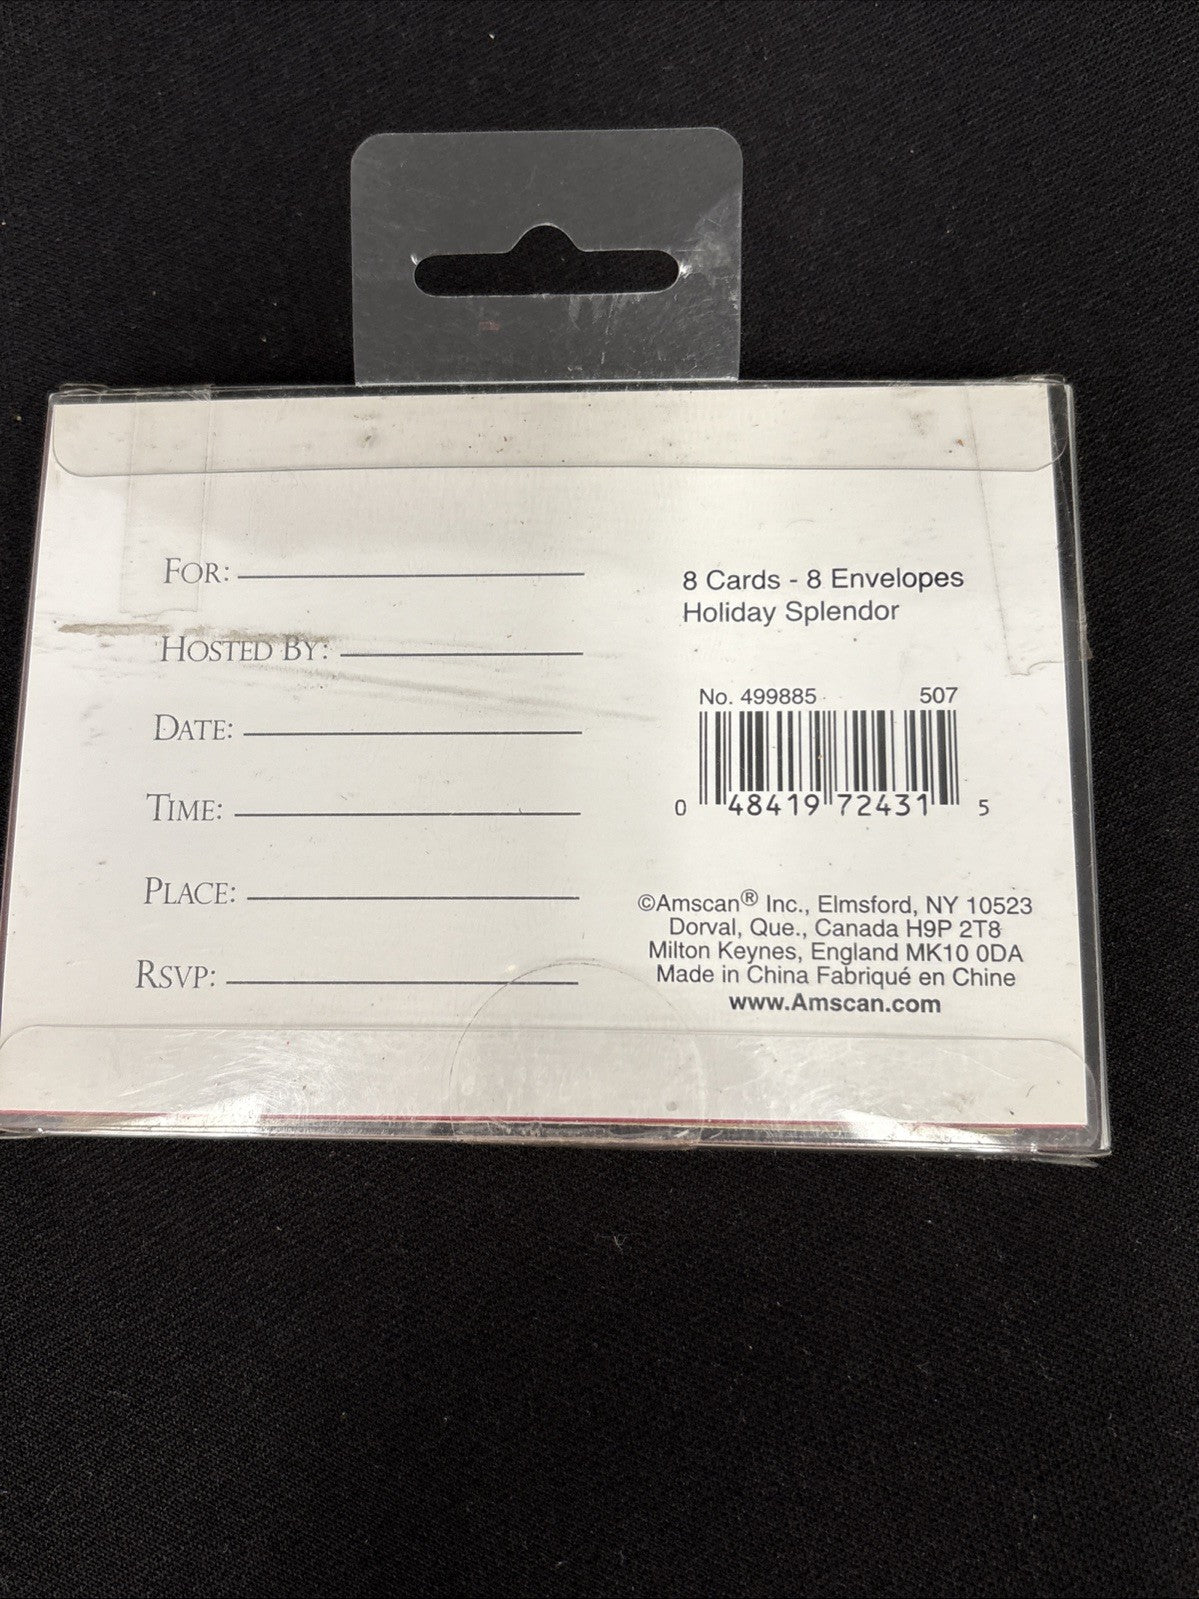 FOR:
HOSTED BY:
DATE:
TIME:
PLACE:
RSVP:
8 Cards - 8 Envelopes
Holiday Splendor
No. 499885 507
0 48419 72431 5
©Amscan® Inc., Elmsford, NY 10523
Dorval, Que., Canada H9P 2T8
Milton Keynes, England MK10 0DA
Made in China Fabriqué en Chine
www.Amscan.com